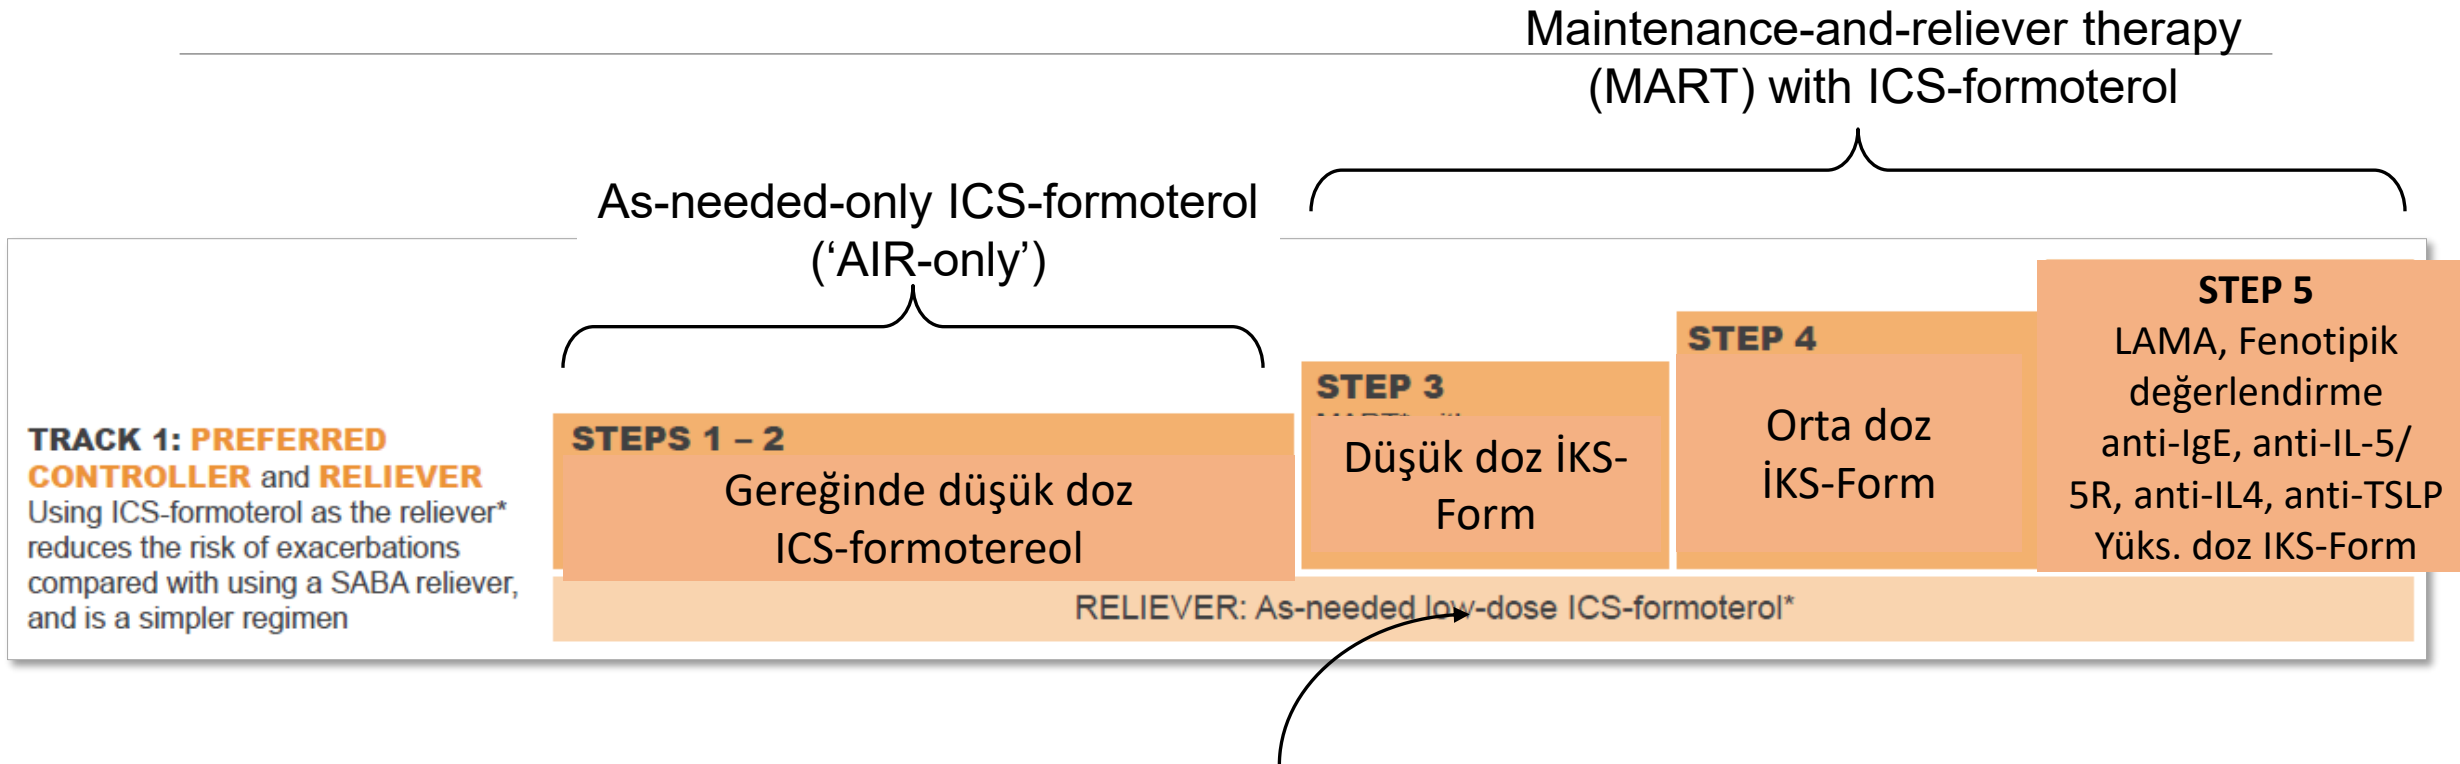 Maintenance-and-reliever therapy
(MART) with ICS-formoterol
As-needed-only ICS-formoterol
(‘AIR-only’)
TRACK 1: PREFERRED
CONTROLLER and RELIEVER
Using ICS-formoterol as the reliever*
reduces the risk of exacerbations
compared with using a SABA reliever,
and is a simpler regimen
STEPS 1 – 2
Gereğinde düşük doz
ICS-formotereol
STEP 3
Düşük doz İKS-
Form
STEP 4
Orta doz
İKS-Form
STEP 5
LAMA, Fenotipik
değerlendirme
anti-IgE, anti-IL-5/
5R, anti-IL4, anti-TSLP
Yüks. doz IKS-Form
RELIEVER: As-needed low-dose ICS-formoterol*